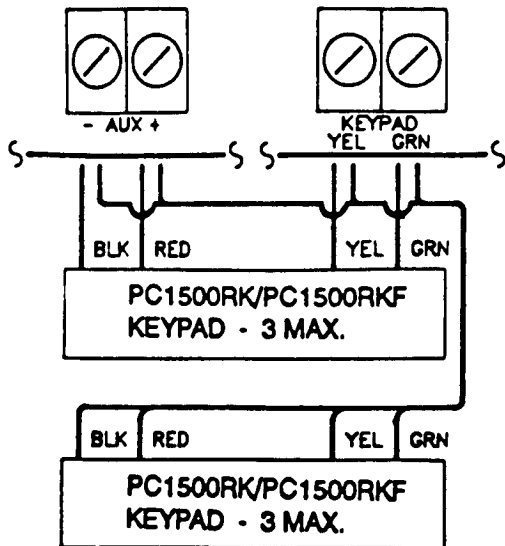 - AUX +
KEYPAD
YEL GRN
BLK RED YEL GRN
PC1500RK/PC1500RKF
KEYPAD - 3 MAX.
BLK RED YEL GRN
PC1500RK/PC1500RKF
KEYPAD - 3 MAX.